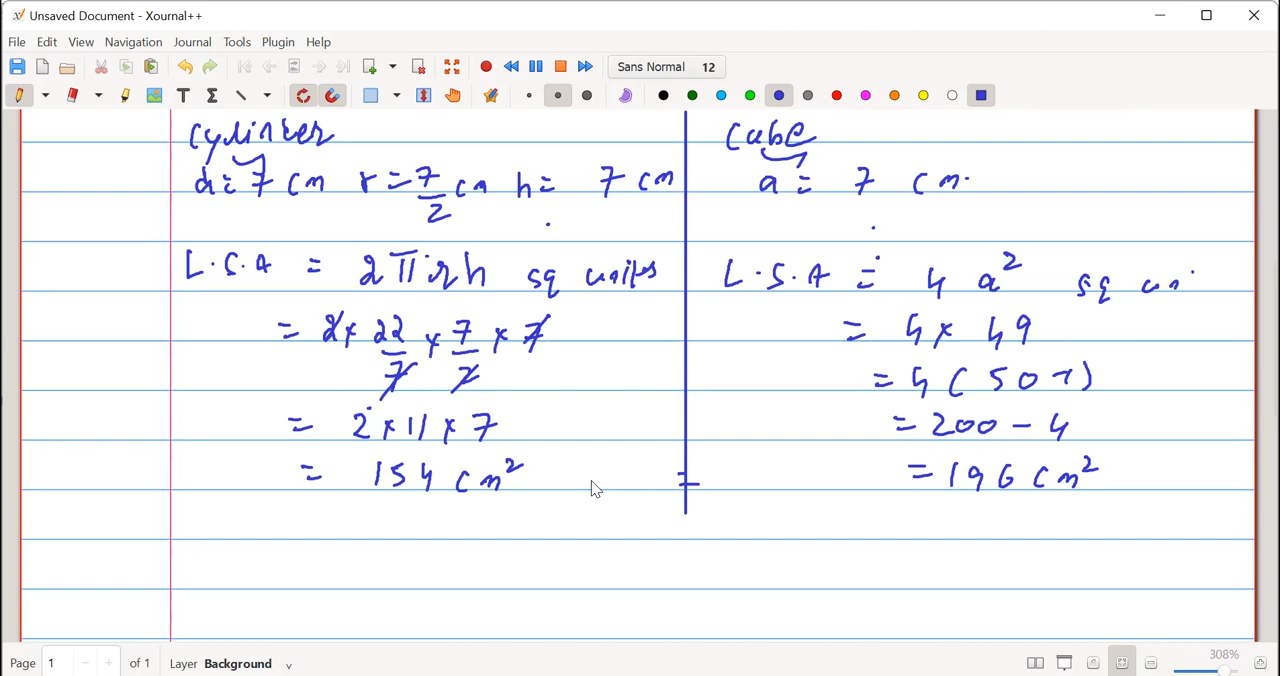 Unsaved Document - Xournal++
File Edit View Navigation Journal Tools Plugin Help
Sans Normal 12
Cylinder
d = 7 cm r = 7/2 cm h = 7 cm
L.S.A = 2πrh sq units
= 2 × 22/7 × 7/2 × 7
= 2 × 11 × 7
= 154 cm²
Cube
a = 7 cm.
L.S.A = 4a² sq un
= 4 × 49
= 4 (50
= 200 - 4
= 196 cm²
=
Page 1 of 1 Layer Background
308%